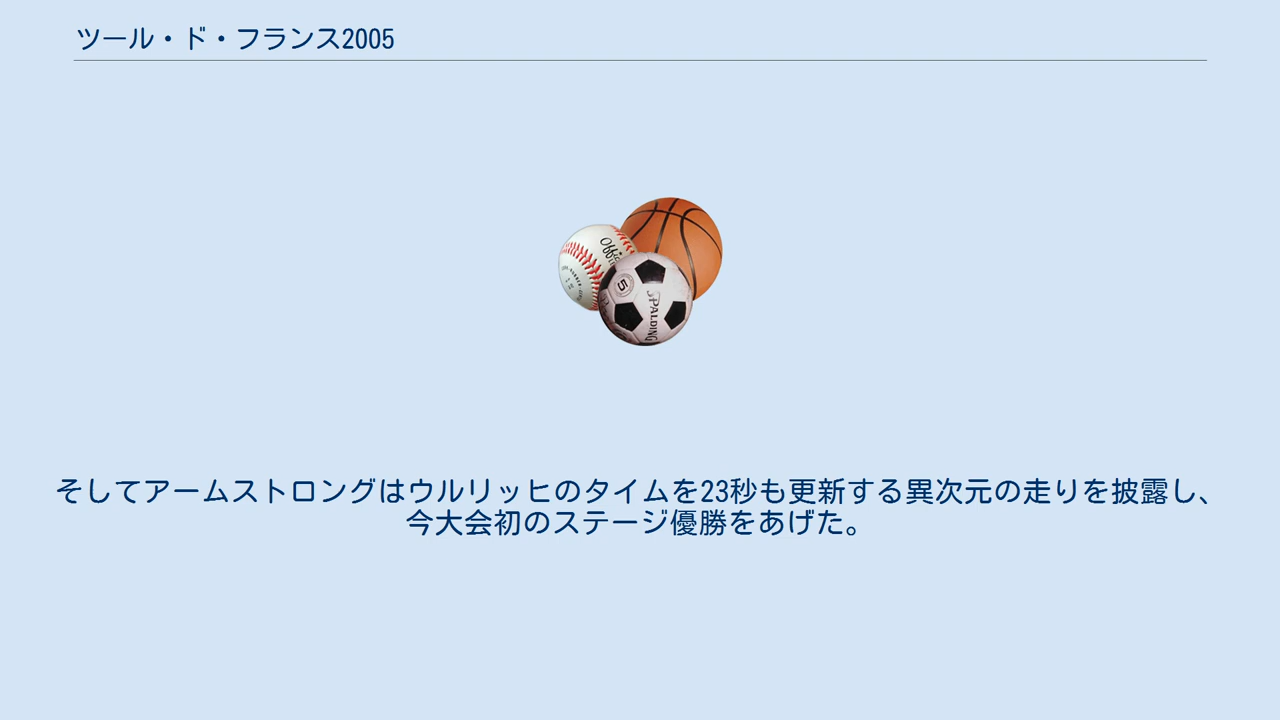 ツール・ド・フランス2005
Offic
5
SPALDING
そしてアームストロングはウルリッヒのタイムを23秒も更新する異次元の走りを披露し、
今大会初のステージ優勝をあげた。